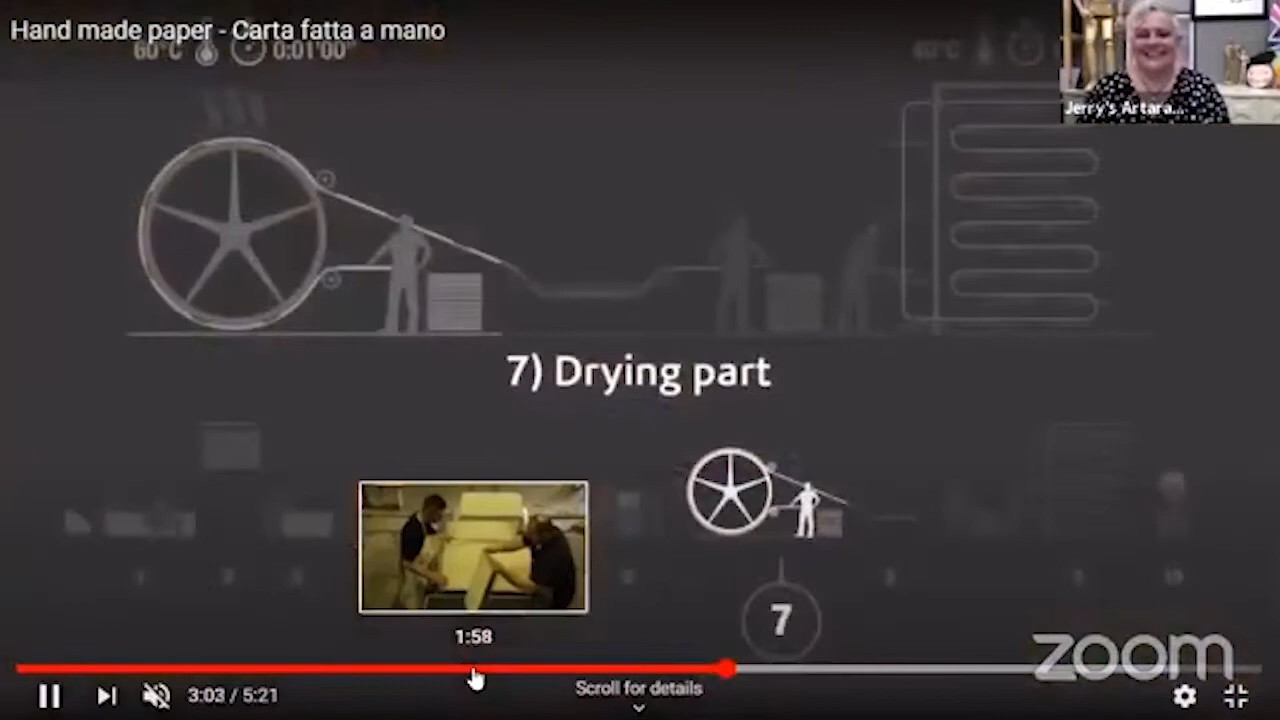 Hand made paper - Carta fatta a mano
60°C 0:01'00"
60°C
Jerry's Artara...
7) Drying part
1:58
7
zoom
3:03 / 5:21
Scroll for details